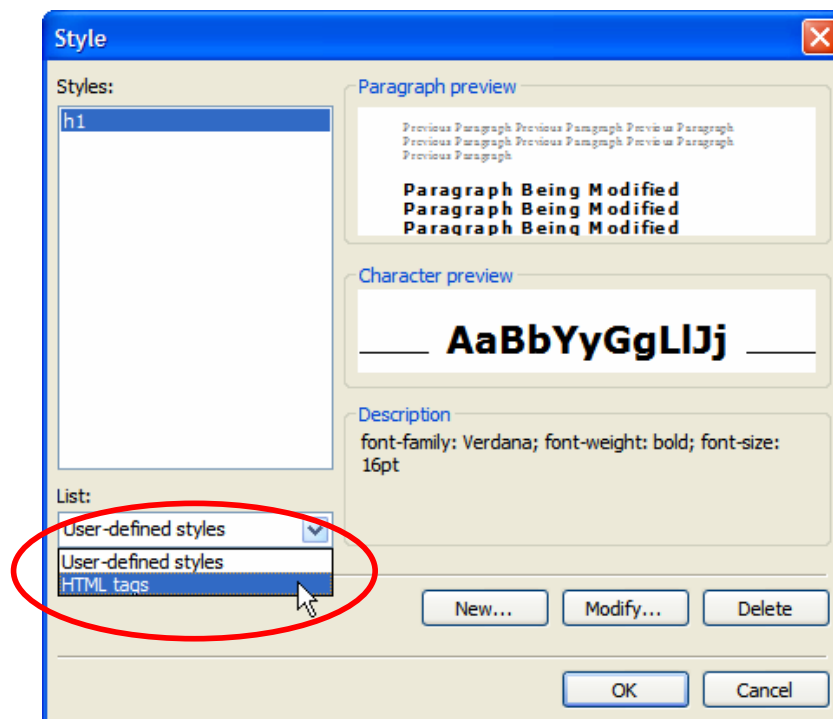 Style
Styles:
h1
Paragraph preview
Previous Paragraph Previous Paragraph Previous Paragraph
Previous Paragraph Previous Paragraph Previous Paragraph
Previous Paragraph
Paragraph Being Modified
Paragraph Being Modified
Paragraph Being Modified
Character preview
AaBbYyGgLlJj
Description
font-family: Verdana; font-weight: bold; font-size:
16pt
List:
User-defined styles
User-defined styles
HTML tags
New...
Modify...
Delete
OK
Cancel